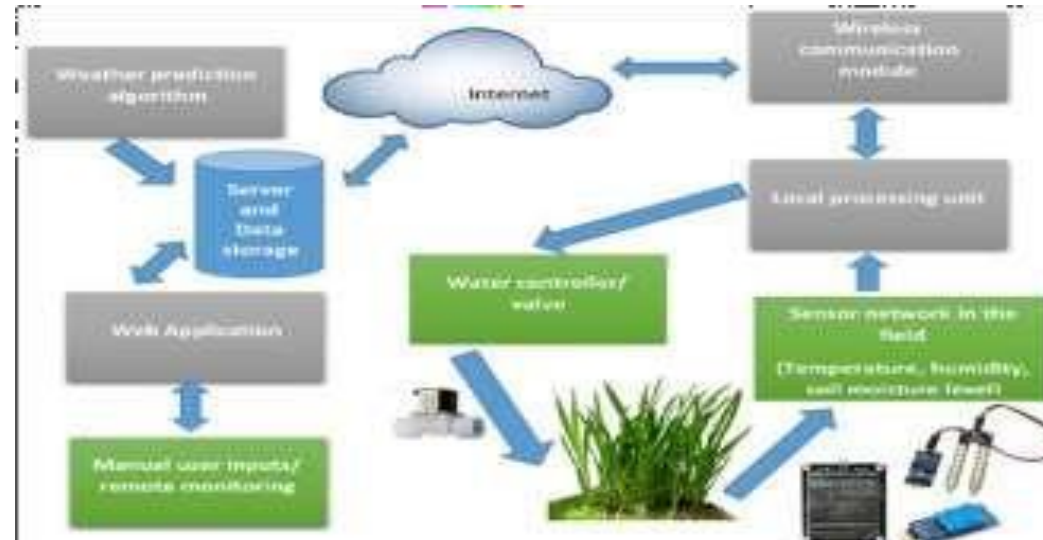 Weather prediction
algorithm
Internet
Wireless
communication
module
Server
and
Data
storage
Local processing unit
Water controller/
valve
Web Application
Sensor network in the
field
(Temperature, humidity,
soil moisture level)
Manual user inputs/
remote monitoring